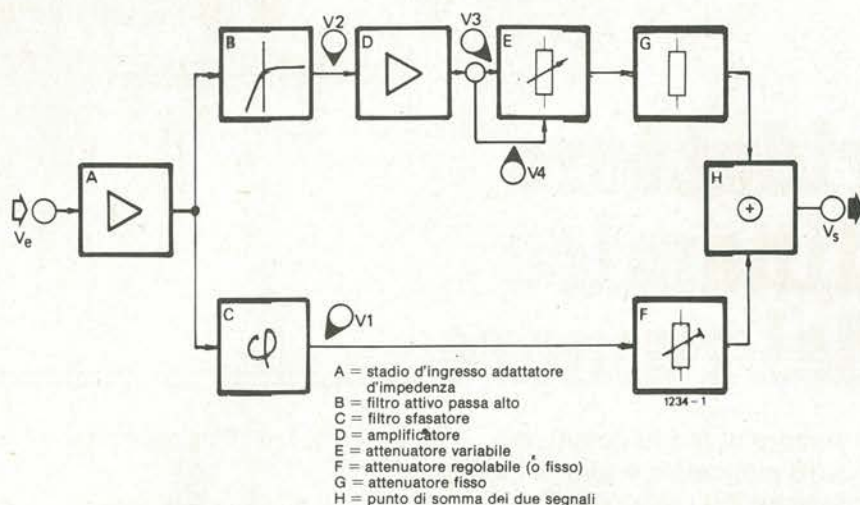 B
V2
D
V3
E
G
V4
A
Ve
H
Vs
C
φ
V1
F
1234 - 1
A = stadio d'ingresso adattatore
d'impedenza
B = filtro attivo passa alto
C = filtro sfasatore
D = amplificatore
E = attenuatore variabile
F = attenuatore regolabile (o fisso)
G = attenuatore fisso
H = punto di somma dei due segnali